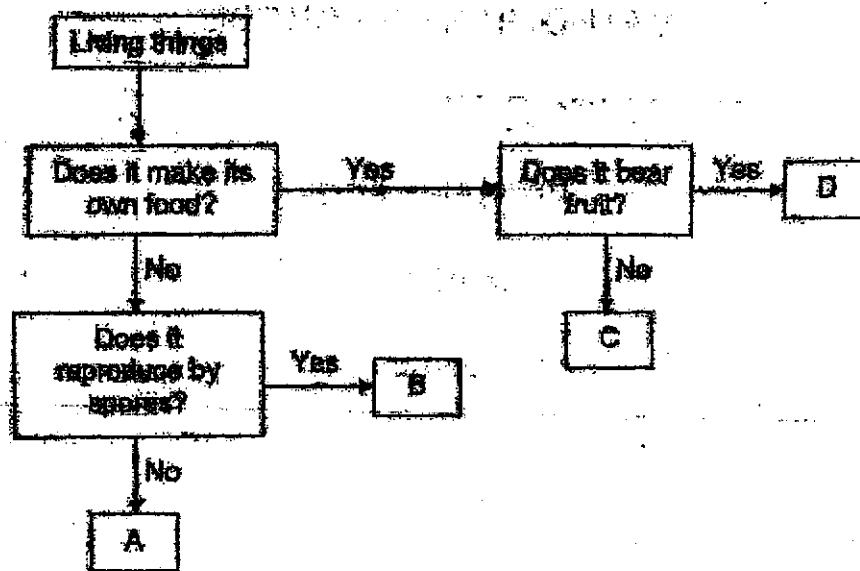 Living things
Does it make its
own food?
Yes
Does it bear
fruit?
Yes
D
No
No
C
Does it
reproduce by
spores?
Yes
B
No
A